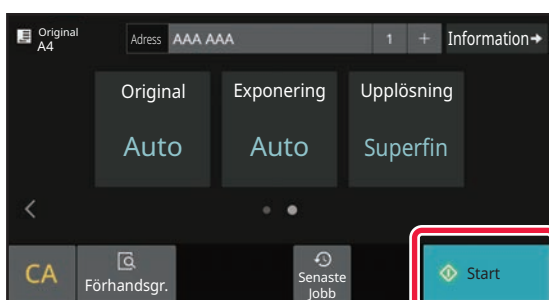 Original
A4
Adress AAA AAA 1 + Information
Original Exponering Upplösning
Auto Auto Superfin
CA
Förhandsgr.
Senaste
Jobb
Start